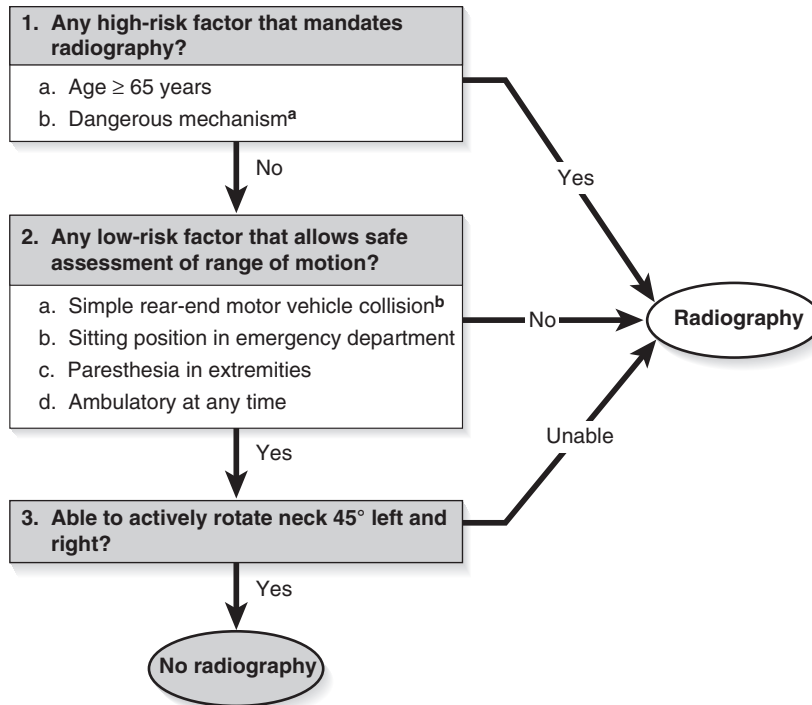 1. Any high-risk factor that mandates
radiography?
a. Age ≥ 65 years
b. Dangerous mechanismᵃ
No
Yes
2. Any low-risk factor that allows safe
assessment of range of motion?
a. Simple rear-end motor vehicle collisionᵇ
b. Sitting position in emergency department
c. Paresthesia in extremities
d. Ambulatory at any time
No
Radiography
Yes
Unable
3. Able to actively rotate neck 45° left and
right?
Yes
No radiography